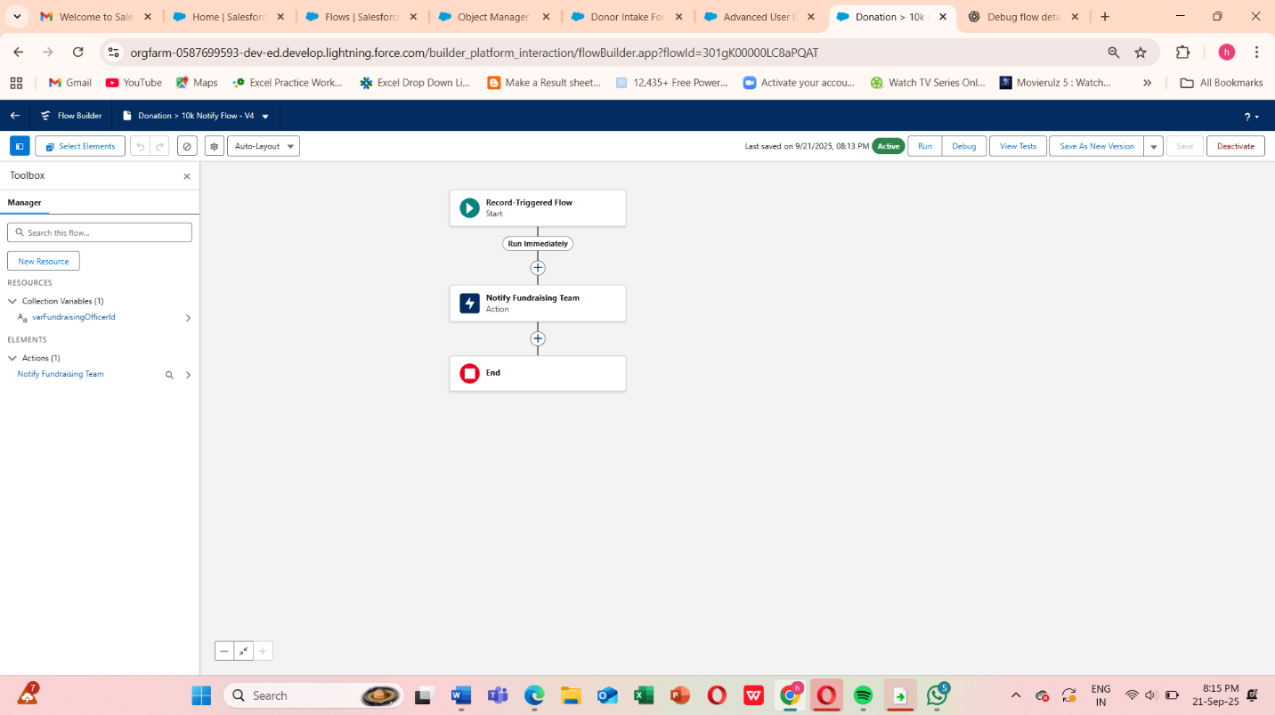 Welcome to Sale
Home | Salesforc
Flows | Salesforc
Object Manager
Donor Intake For
Advanced User D
Donation > 10k
Debug flow deta
orgfarm-0587699593-dev-ed.develop.lightning.force.com/builder_platform_interaction/flowBuilder.app?flowId=301gK00000LC8aPQAT
h
Gmail
YouTube
Maps
Excel Practice Work...
Excel Drop Down Li...
Make a Result sheet...
12,435+ Free Power...
Activate your accou...
Watch TV Series Onl...
Movierulz 5 : Watch...
All Bookmarks
Flow Builder
Donation > 10k Notify Flow - V4
?
Select Elements
Auto-Layout
Last saved on 9/21/2025, 08:13 PM
Active
Run
Debug
View Tests
Save As New Version
Save
Deactivate
Toolbox
Manager
Search this flow...
New Resource
RESOURCES
Collection Variables (1)
varFundraisingOfficerId
ELEMENTS
Actions (1)
Notify Fundraising Team
Record-Triggered Flow
Start
Run Immediately
Notify Fundraising Team
Action
End
7
Search
5
ENG
IN
8:15 PM
21-Sep-25